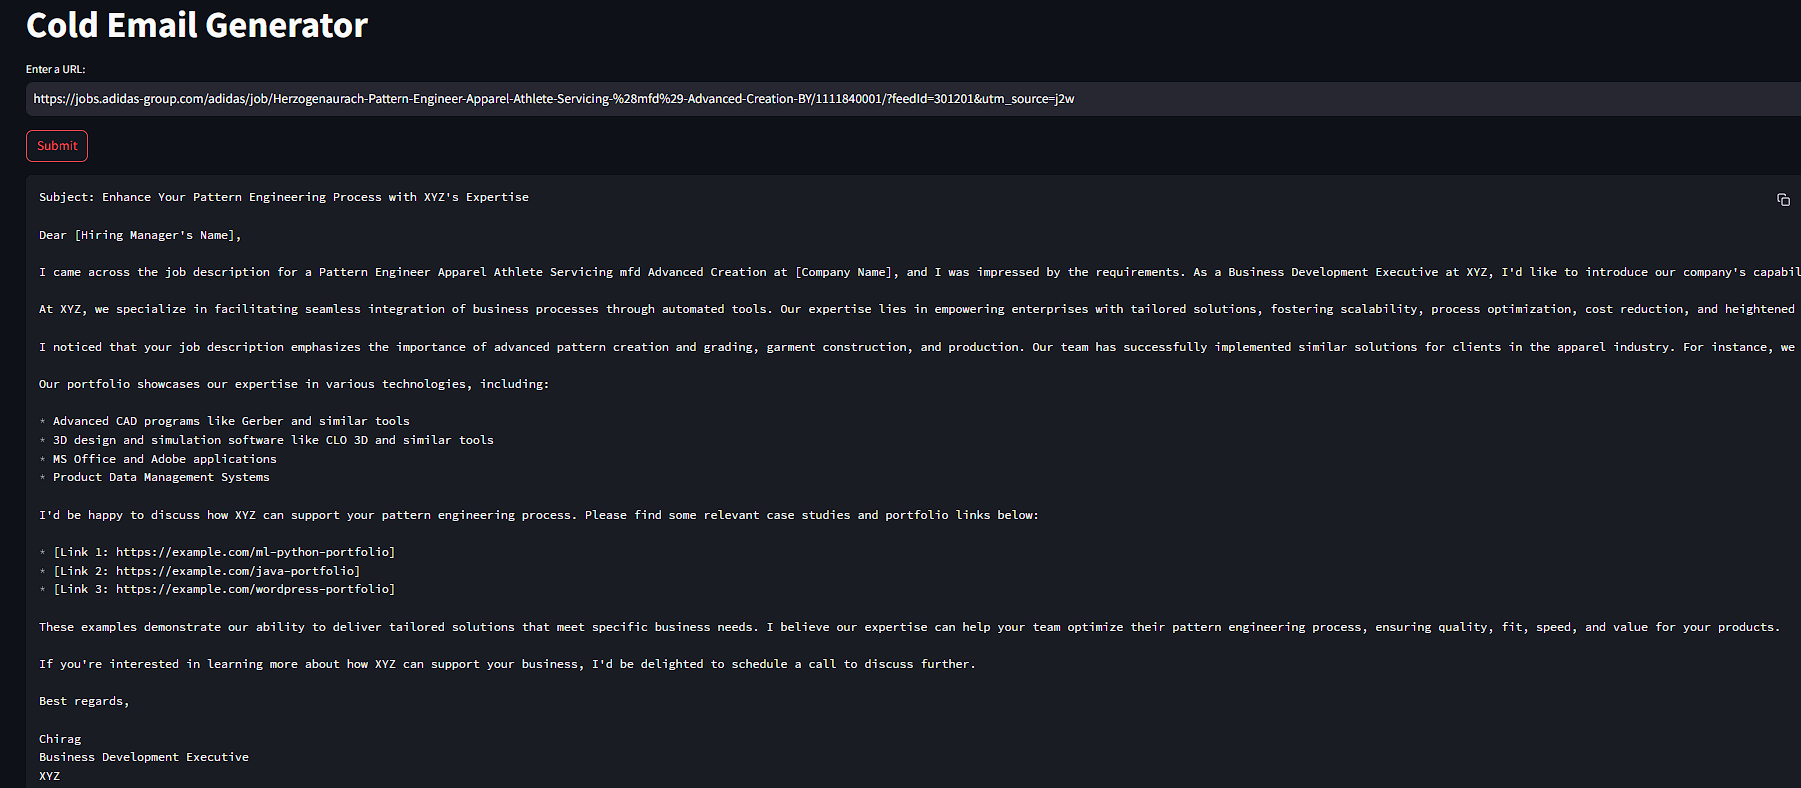 Cold Email Generator
Enter a URL:
https://jobs.adidas-group.com/adidas/job/Herzogenaurach-Pattern-Engineer-Apparel-Athlete-Servicing-%28mfd%29-Advanced-Creation-BY/1111840001/?feedId=301201&utm_source=j2w
Submit
Subject: Enhance Your Pattern Engineering Process with XYZ's Expertise
Dear [Hiring Manager's Name],
I came across the job description for a Pattern Engineer Apparel Athlete Servicing mfd Advanced Creation at [Company Name], and I was impressed by the requirements. As a Business Development Executive at XYZ, I'd like to introduce our company's capabil
At XYZ, we specialize in facilitating seamless integration of business processes through automated tools. Our expertise lies in empowering enterprises with tailored solutions, fostering scalability, process optimization, cost reduction, and heightened
I noticed that your job description emphasizes the importance of advanced pattern creation and grading, garment construction, and production. Our team has successfully implemented similar solutions for clients in the apparel industry. For instance, we
Our portfolio showcases our expertise in various technologies, including:
* Advanced CAD programs like Gerber and similar tools
* 3D design and simulation software like CLO 3D and similar tools
* MS Office and Adobe applications
* Product Data Management Systems
I'd be happy to discuss how XYZ can support your pattern engineering process. Please find some relevant case studies and portfolio links below:
* [Link 1: https://example.com/ml-python-portfolio]
* [Link 2: https://example.com/java-portfolio]
* [Link 3: https://example.com/wordpress-portfolio]
These examples demonstrate our ability to deliver tailored solutions that meet specific business needs. I believe our expertise can help your team optimize their pattern engineering process, ensuring quality, fit, speed, and value for your products.
If you're interested in learning more about how XYZ can support your business, I'd be delighted to schedule a call to discuss further.
Best regards,
Chirag
Business Development Executive
XYZ